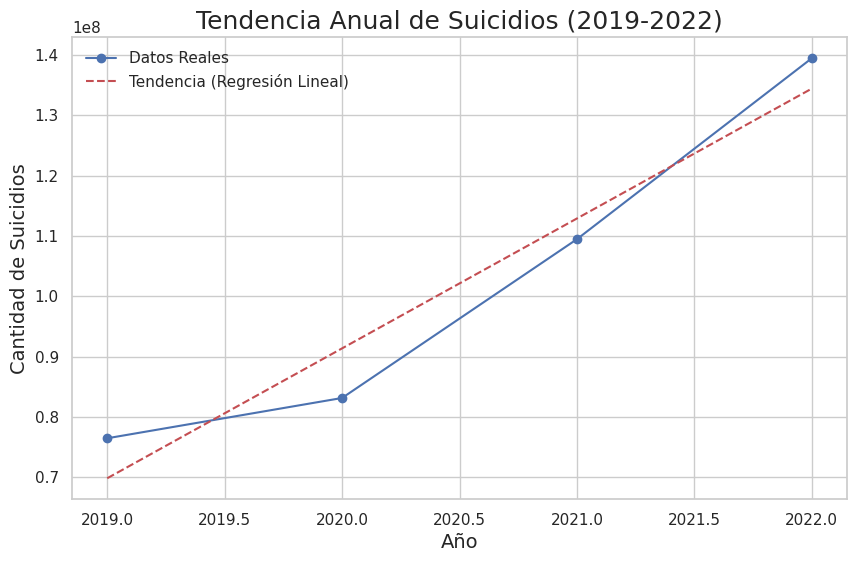 Tendencia Anual de Suicidios (2019-2022)
1e8
Datos Reales
Tendencia (Regresión Lineal)
1.4
1.3
1.2
1.1
1.0
0.9
0.8
0.7
Cantidad de Suicidios
2019.0 2019.5 2020.0 2020.5 2021.0 2021.5 2022.0
Año